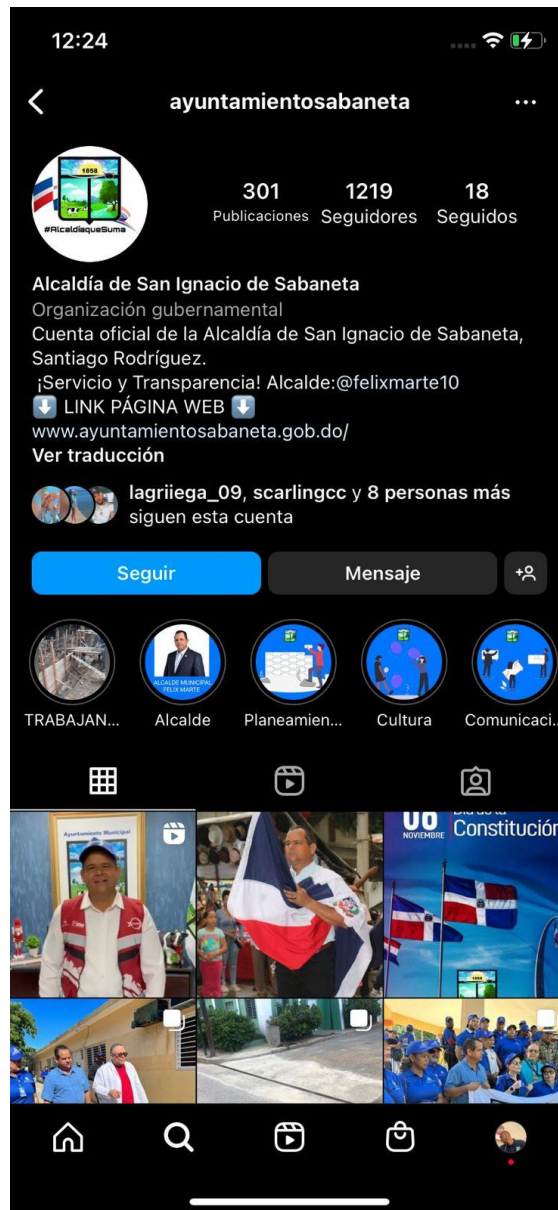 12:24
ayuntamientosabaneta
1858
#RlcaldíaqueSuma
301
1219
18
Publicaciones
Seguidores
Seguidos
Alcaldía de San Ignacio de Sabaneta
Organización gubernamental
Cuenta oficial de la Alcaldía de San Ignacio de Sabaneta,
Santiago Rodríguez.
¡Servicio y Transparencia! Alcalde:@felixmarte10
LINK PÁGINA WEB
www.ayuntamientosabaneta.gob.do/
Ver traducción
lagriiega_09, scarlingcc y 8 personas más
siguen esta cuenta
Seguir
Mensaje
ALCALDE MUNICIPAL
FELIX MARTE
TRABAJAN...
Alcalde
Planeamien...
Cultura
Comunicaci..
Ayuntamiento Municipal
06
NOVIEMBRE
Día de la
Constitución
1858